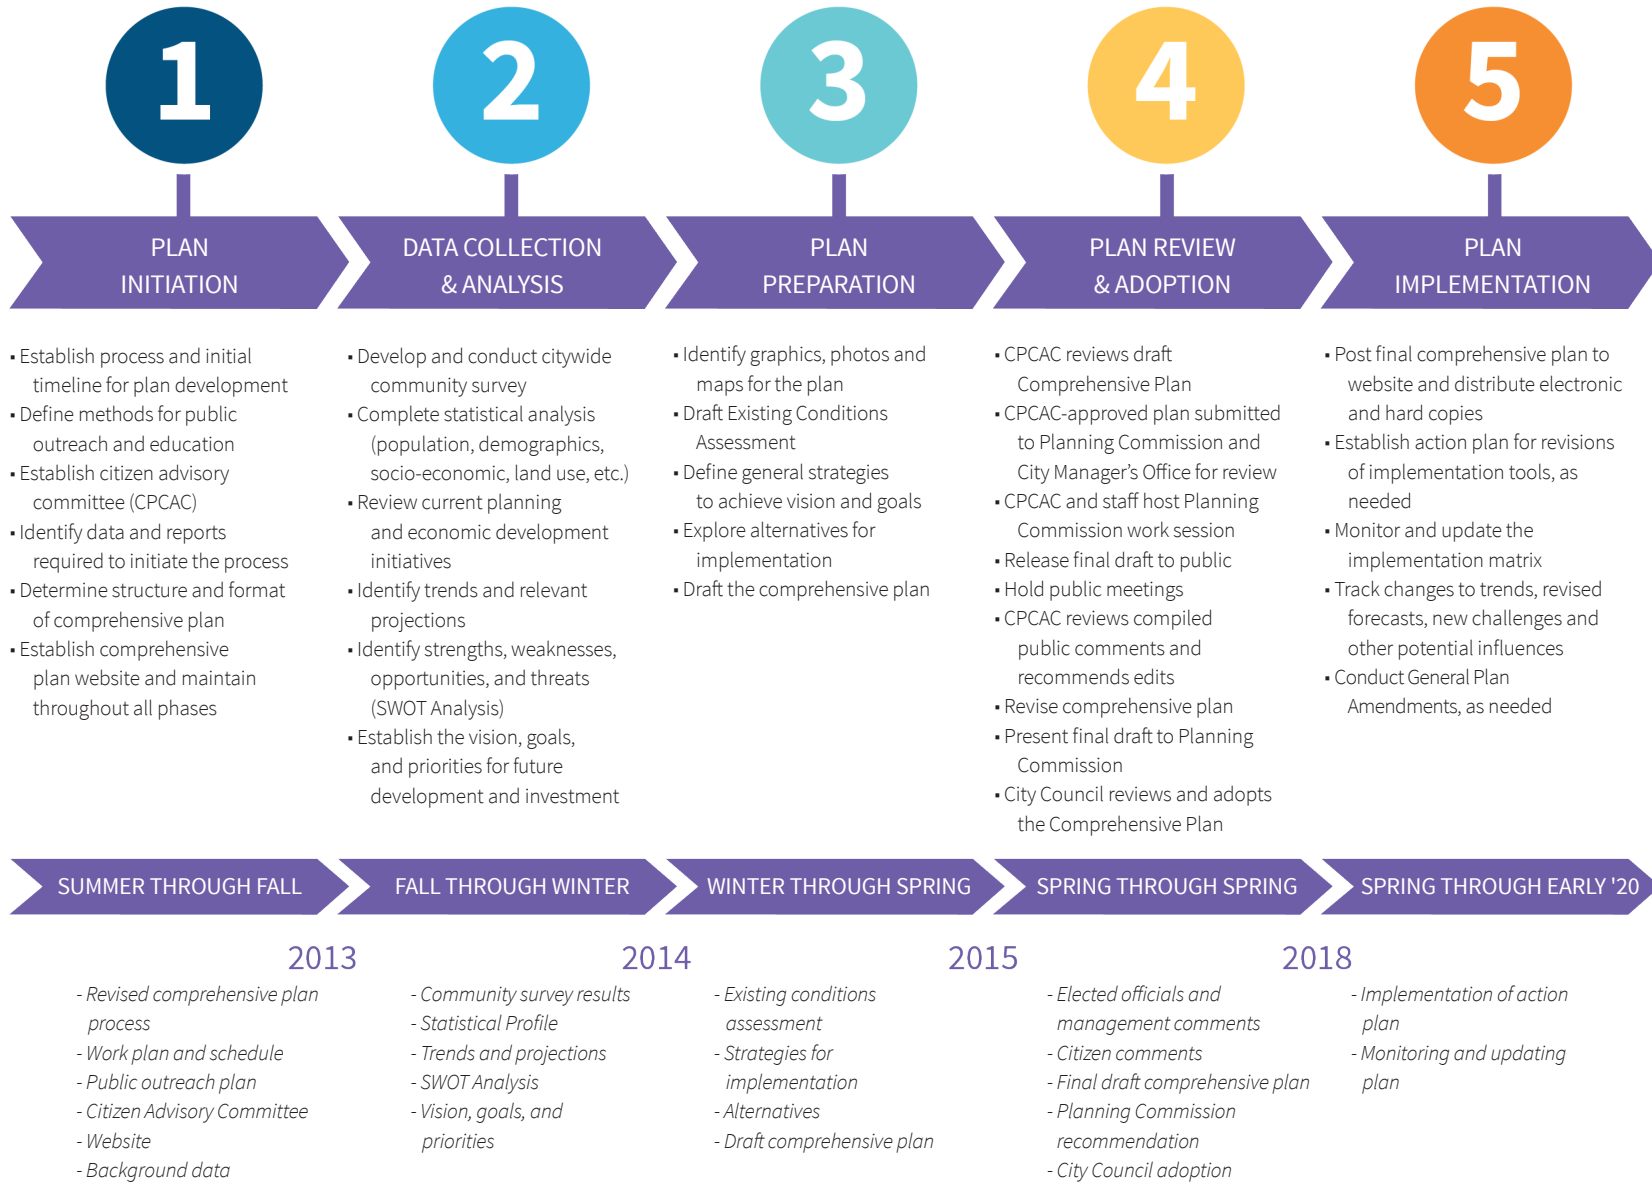 1
PLAN
INITIATION
▪ Establish process and initial
timeline for plan development
▪ Define methods for public
outreach and education
▪ Establish citizen advisory
committee (CPCAC)
▪ Identify data and reports
required to initiate the process
▪ Determine structure and format
of comprehensive plan
▪ Establish comprehensive
plan website and maintain
throughout all phases
SUMMER THROUGH FALL
2013
- Revised comprehensive plan
process
- Work plan and schedule
- Public outreach plan
- Citizen Advisory Committee
- Website
- Background data
2
DATA COLLECTION
& ANALYSIS
▪ Develop and conduct citywide
community survey
▪ Complete statistical analysis
(population, demographics,
socio-economic, land use, etc.)
▪ Review current planning
and economic development
initiatives
▪ Identify trends and relevant
projections
▪ Identify strengths, weaknesses,
opportunities, and threats
(SWOT Analysis)
▪ Establish the vision, goals,
and priorities for future
development and investment
FALL THROUGH WINTER
2014
- Community survey results
- Statistical Profile
- Trends and projections
- SWOT Analysis
- Vision, goals, and
priorities
3
PLAN
PREPARATION
▪ Identify graphics, photos and
maps for the plan
▪ Draft Existing Conditions
Assessment
▪ Define general strategies
to achieve vision and goals
▪ Explore alternatives for
implementation
▪ Draft the comprehensive plan
WINTER THROUGH SPRING
2015
- Existing conditions
assessment
- Strategies for
implementation
- Alternatives
- Draft comprehensive plan
4
PLAN REVIEW
& ADOPTION
▪ CPCAC reviews draft
Comprehensive Plan
▪ CPCAC-approved plan submitted
to Planning Commission and
City Manager's Office for review
▪ CPCAC and staff host Planning
Commission work session
▪ Release final draft to public
▪ Hold public meetings
▪ CPCAC reviews compiled
public comments and
recommends edits
▪ Revise comprehensive plan
▪ Present final draft to Planning
Commission
▪ City Council reviews and adopts
the Comprehensive Plan
SPRING THROUGH SPRING
2018
- Elected officials and
management comments
- Citizen comments
- Final draft comprehensive plan
- Planning Commission
recommendation
- City Council adoption
5
PLAN
IMPLEMENTATION
▪ Post final comprehensive plan to
website and distribute electronic
and hard copies
▪ Establish action plan for revisions
of implementation tools, as
needed
▪ Monitor and update the
implementation matrix
▪ Track changes to trends, revised
forecasts, new challenges and
other potential influences
▪ Conduct General Plan
Amendments, as needed
SPRING THROUGH EARLY '20
- Implementation of action
plan
- Monitoring and updating
plan